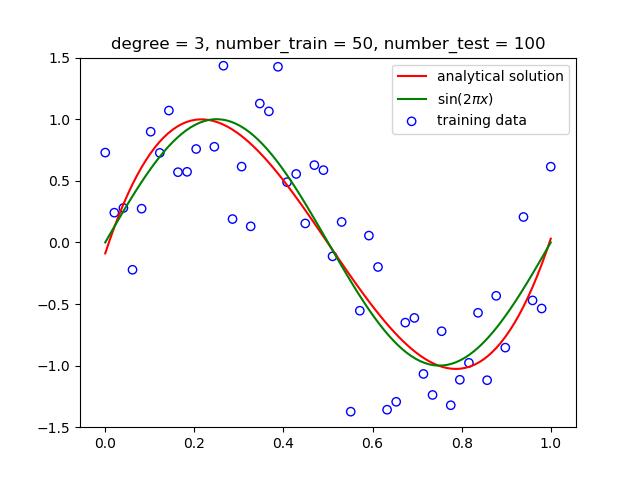 degree = 3, number_train = 50, number_test = 100
1.5
1.0
0.5
0.0
−0.5
−1.0
−1.5
0.0 0.2 0.4 0.6 0.8 1.0
analytical solution
sin(2πx)
training data